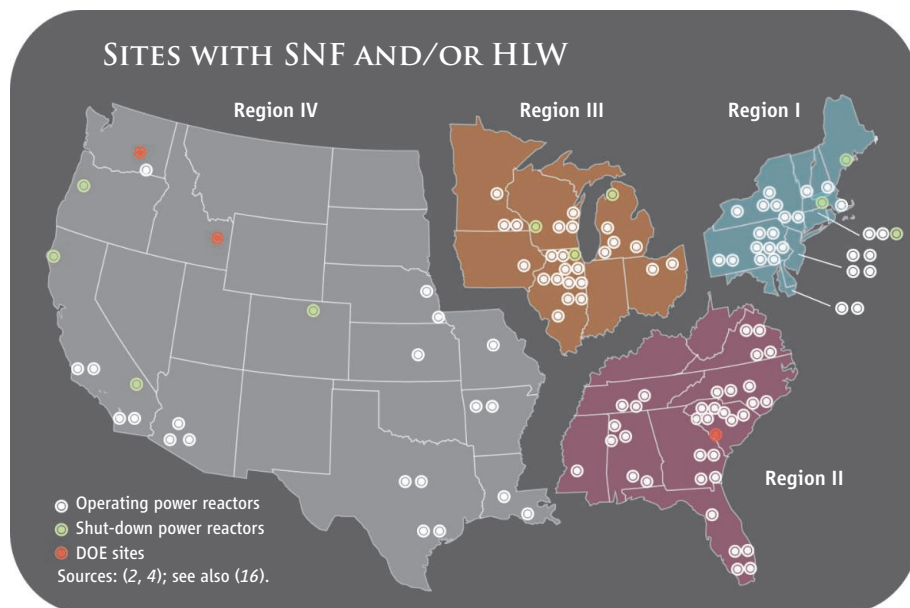 SITES WITH SNF AND/OR HLW
Region IV
Region III
Region I
Region II
Operating power reactors
Shut-down power reactors
DOE sites
Sources: (2, 4); see also (16).